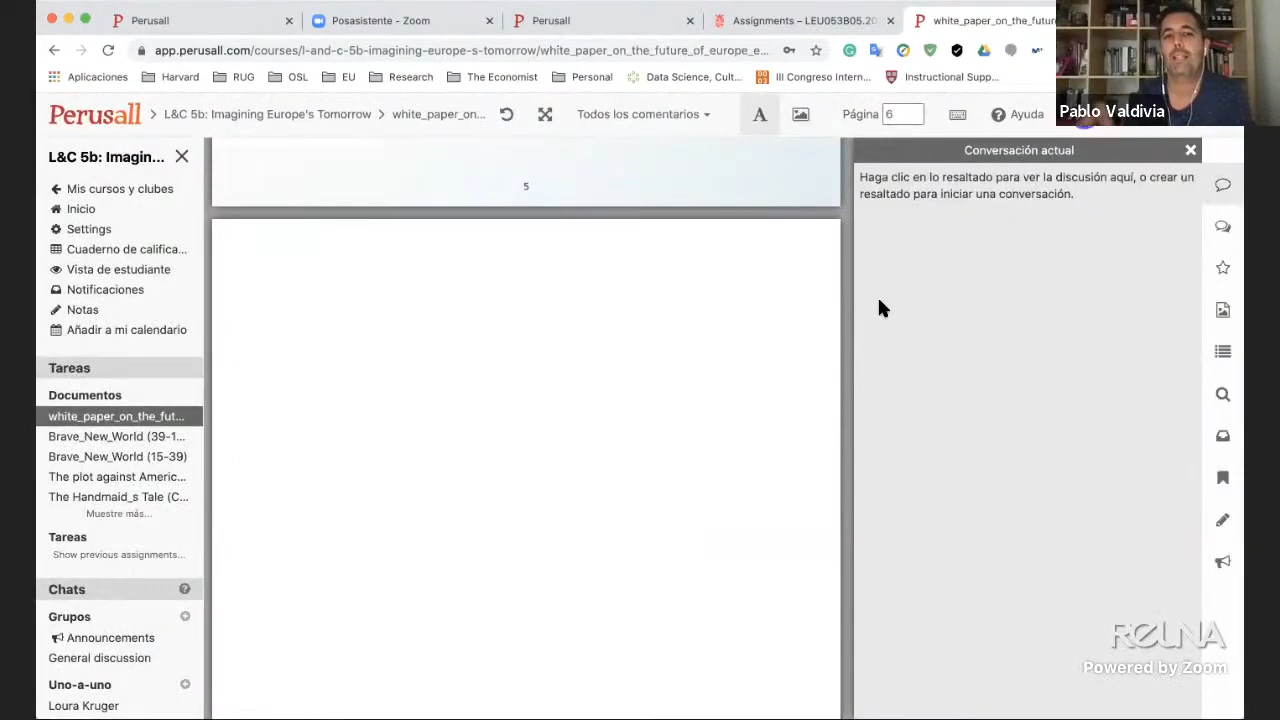 Perusall
Posasistente - Zoom
Perusall
Assignments – LEU053B05.20
white_paper_on_the_future
app.perusall.com/courses/l-and-c-5b-imagining-europe-s-tomorrow/white_paper_on_the_future_of_europe_e...
Aplicaciones
Harvard
RUG
OSL
EU
Research
The Economist
Personal
Data Science, Cult...
III Congreso Intern...
Instructional Supp...
Pablo Valdivia
Perusall
L&C 5b: Imagining Europe's Tomorrow
white_paper_on...
Todos los comentarios
A
Página 6
Ayuda
L&C 5b: Imagin...
Mis cursos y clubes
Inicio
Settings
Cuaderno de califica...
Vista de estudiante
Notificaciones
Notas
Añadir a mi calendario
Tareas
Documentos
white_paper_on_the_fut...
Brave_New_World (39-1...
Brave_New_World (15-39)
The plot against Americ...
The Handmaid_s Tale (C...
Muestre más...
Tareas
Show previous assignments...
Chats
Grupos
Announcements
General discussion
Uno-a-uno
Loura Kruger
5
Conversación actual
Haga clic en lo resaltado para ver la discusión aquí, o crear un
resaltado para iniciar una conversación.
REUNA
Powered by Zoom